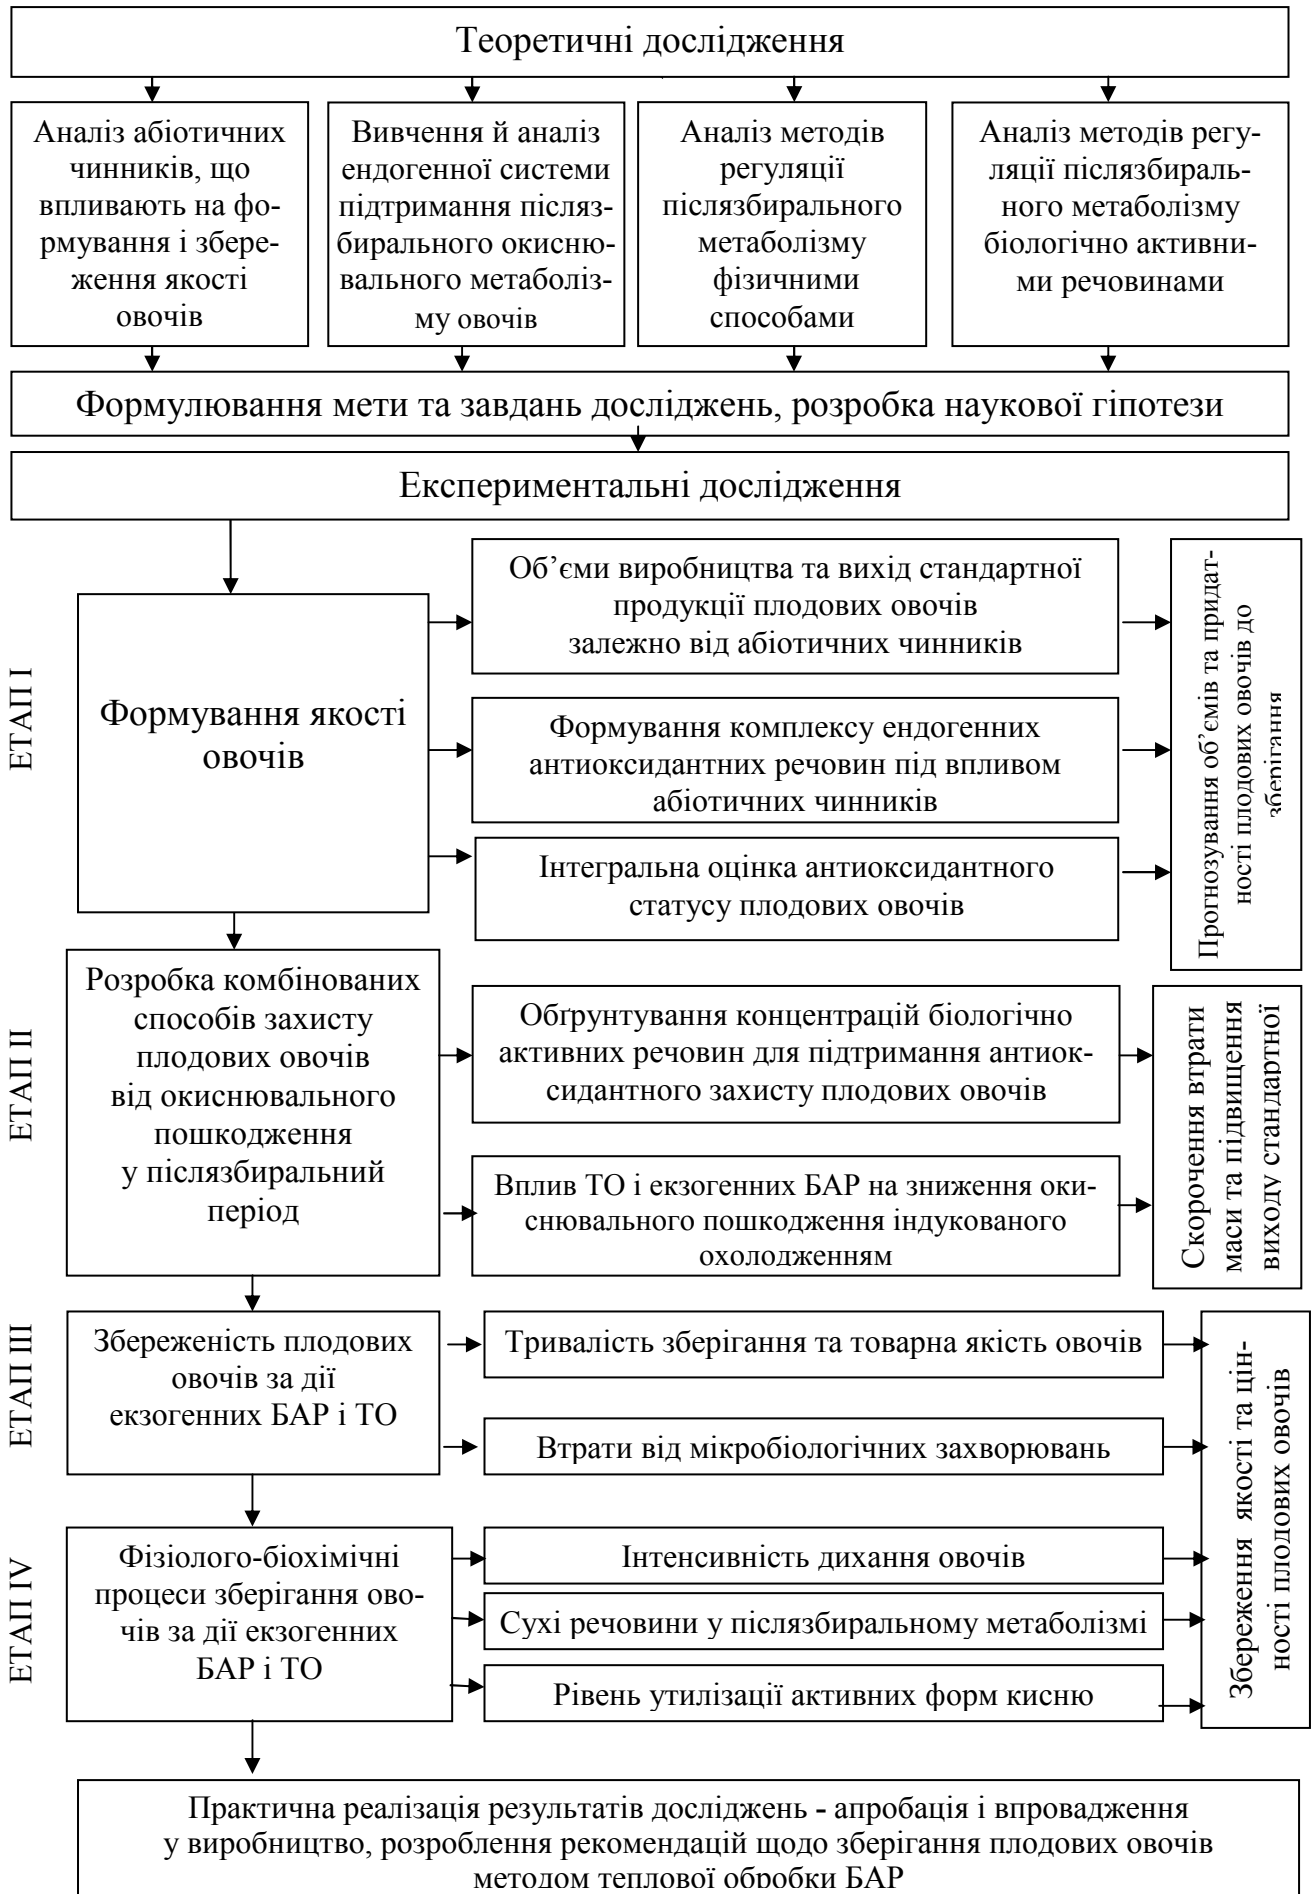 Теоретичні дослідження
Аналіз абіотичних
чинників, що
впливають на фо-
рмування і збере-
ження якості
овочів
Вивчення й аналіз
ендогенної системи
підтримання післяз-
бирального окисню-
вального метаболіз-
му овочів
Аналіз методів
регуляції
післязбирального
метаболізму
фізичними
способами
Аналіз методів регу-
ляції післязбираль-
ного метаболізму
біологічно активни-
ми речовинами
Формулювання мети та завдань досліджень, розробка наукової гіпотези
Експериментальні дослідження
ЕТАП І
Формування якості
овочів
Об’єми виробництва та вихід стандартної
продукції плодових овочів
залежно від абіотичних чинників
Формування комплексу ендогенних
антиоксидантних речовин під впливом
абіотичних чинників
Інтегральна оцінка антиоксидантного
статусу плодових овочів
Прогнозування об’ємів та придат-
ності плодових овочів до
зберігання
ЕТАП ІІ
Розробка комбінованих
способів захисту
плодових овочів
від окиснювального
пошкодження
у післязбиральний
період
Обґрунтування концентрацій біологічно
активних речовин для підтримання антиок-
сидантного захисту плодових овочів
Вплив ТО і екзогенних БАР на зниження оки-
снювального пошкодження індукованого
охолодженням
Скорочення втрати
маси та підвищення
виходу стандартної
ЕТАП ІІІ
Збереженість плодових
овочів за дії
екзогенних БАР і ТО
Тривалість зберігання та товарна якість овочів
Втрати від мікробіологічних захворювань
Збереження якості та цін-
ності плодових овочів
ЕТАП ІV
Фізіолого-біохімічні
процеси зберігання ово-
чів за дії екзогенних
БАР і ТО
Інтенсивність дихання овочів
Сухі речовини у післязбиральному метаболізмі
Рівень утилізації активних форм кисню
Практична реалізація результатів досліджень - апробація і впровадження
у виробництво, розроблення рекомендацій щодо зберігання плодових овочів
методом теплової обробки БАР